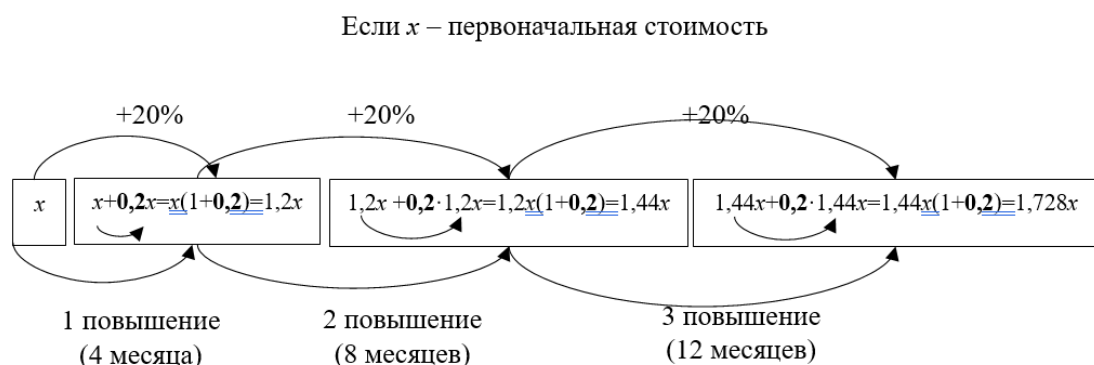 Если x – первоначальная стоимость
+20% +20% +20%
x x+0,2x=x(1+0,2)=1,2x 1,2x +0,2·1,2x=1,2x(1+0,2)=1,44x 1,44x+0,2·1,44x=1,44x(1+0,2)=1,728x
1 повышение 2 повышение 3 повышение
(4 месяца) (8 месяцев) (12 месяцев)